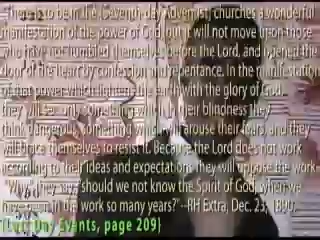 "There is to be in the [Seventh-day Adventist] churches a wonderful
manifestation of the power of God, but it will not move upon those
who have not humbled themselves before the Lord, and opened the
door of the heart by confession and repentance. In the manifestation
of that power which lightens the earth with the glory of God,
they will see only something which in their blindness they
think dangerous, something which will arouse their fears, and they
will brace themselves to resist it. Because the Lord does not work
according to their ideas and expectations they will oppose the work.
"Why," they say, "should we not know the Spirit of God, when we
have been in the work so many years?"--RH Extra, Dec. 23, 1890.
{Last Day Events, page 209}